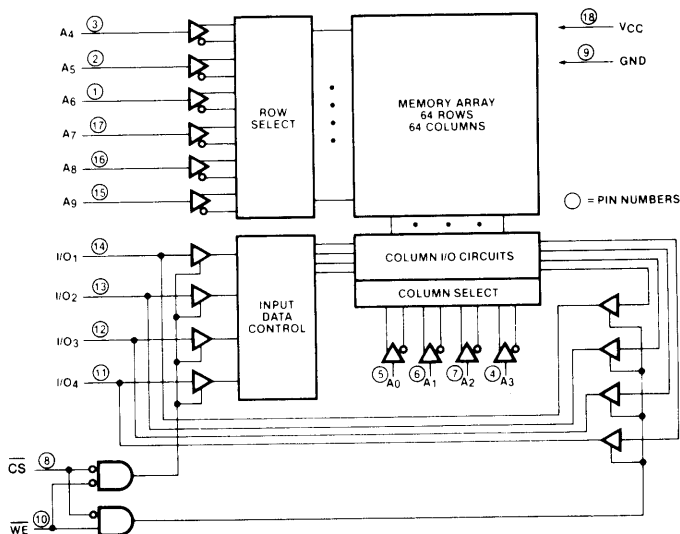 A4 3
A5 2
A6 1
A7 17
A8 16
A9 15
ROW
SELECT
MEMORY ARRAY
64 ROWS
64 COLUMNS
18 VCC
9 GND
= PIN NUMBERS
I/O1 14
I/O2 13
I/O3 12
I/O4 11
INPUT
DATA
CONTROL
COLUMN I/O CIRCUITS
COLUMN SELECT
5 A0 6 A1 7 A2 4 A3
CS 8
WE 10